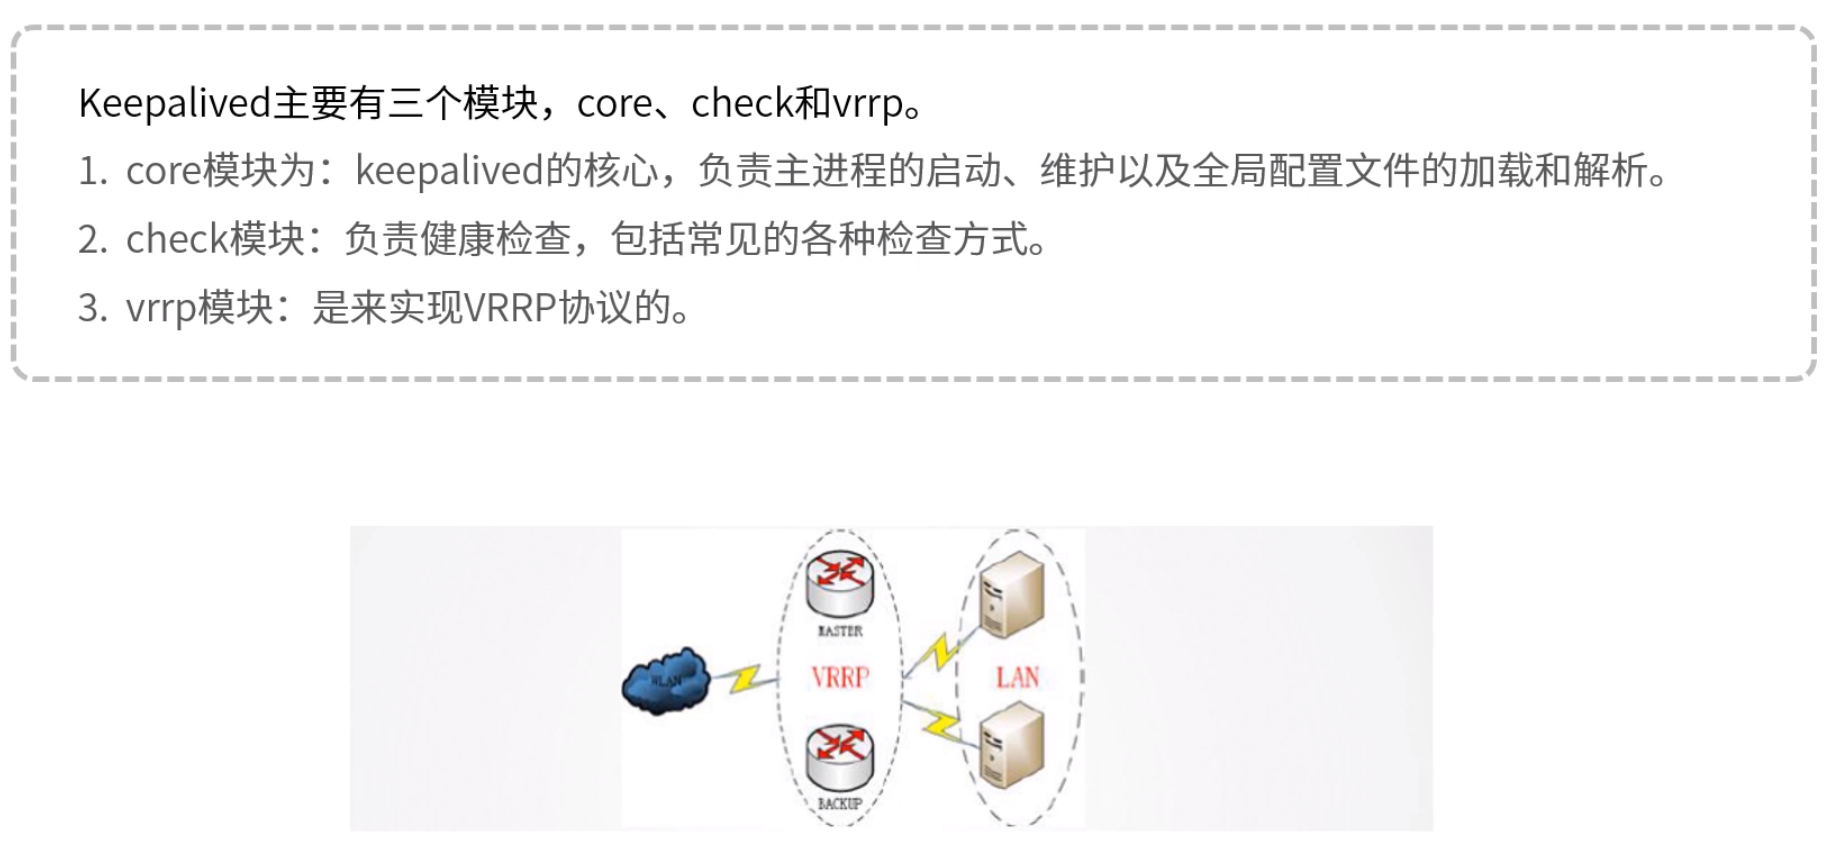 Keepalived主要有三个模块，core、check和vrrp。
1. core模块为：keepalived的核心，负责主进程的启动、维护以及全局配置文件的加载和解析。
2. check模块：负责健康检查，包括常见的各种检查方式。
3. vrrp模块：是来实现VRRP协议的。
MASTER
WLAN
VRRP
LAN
BACKUP